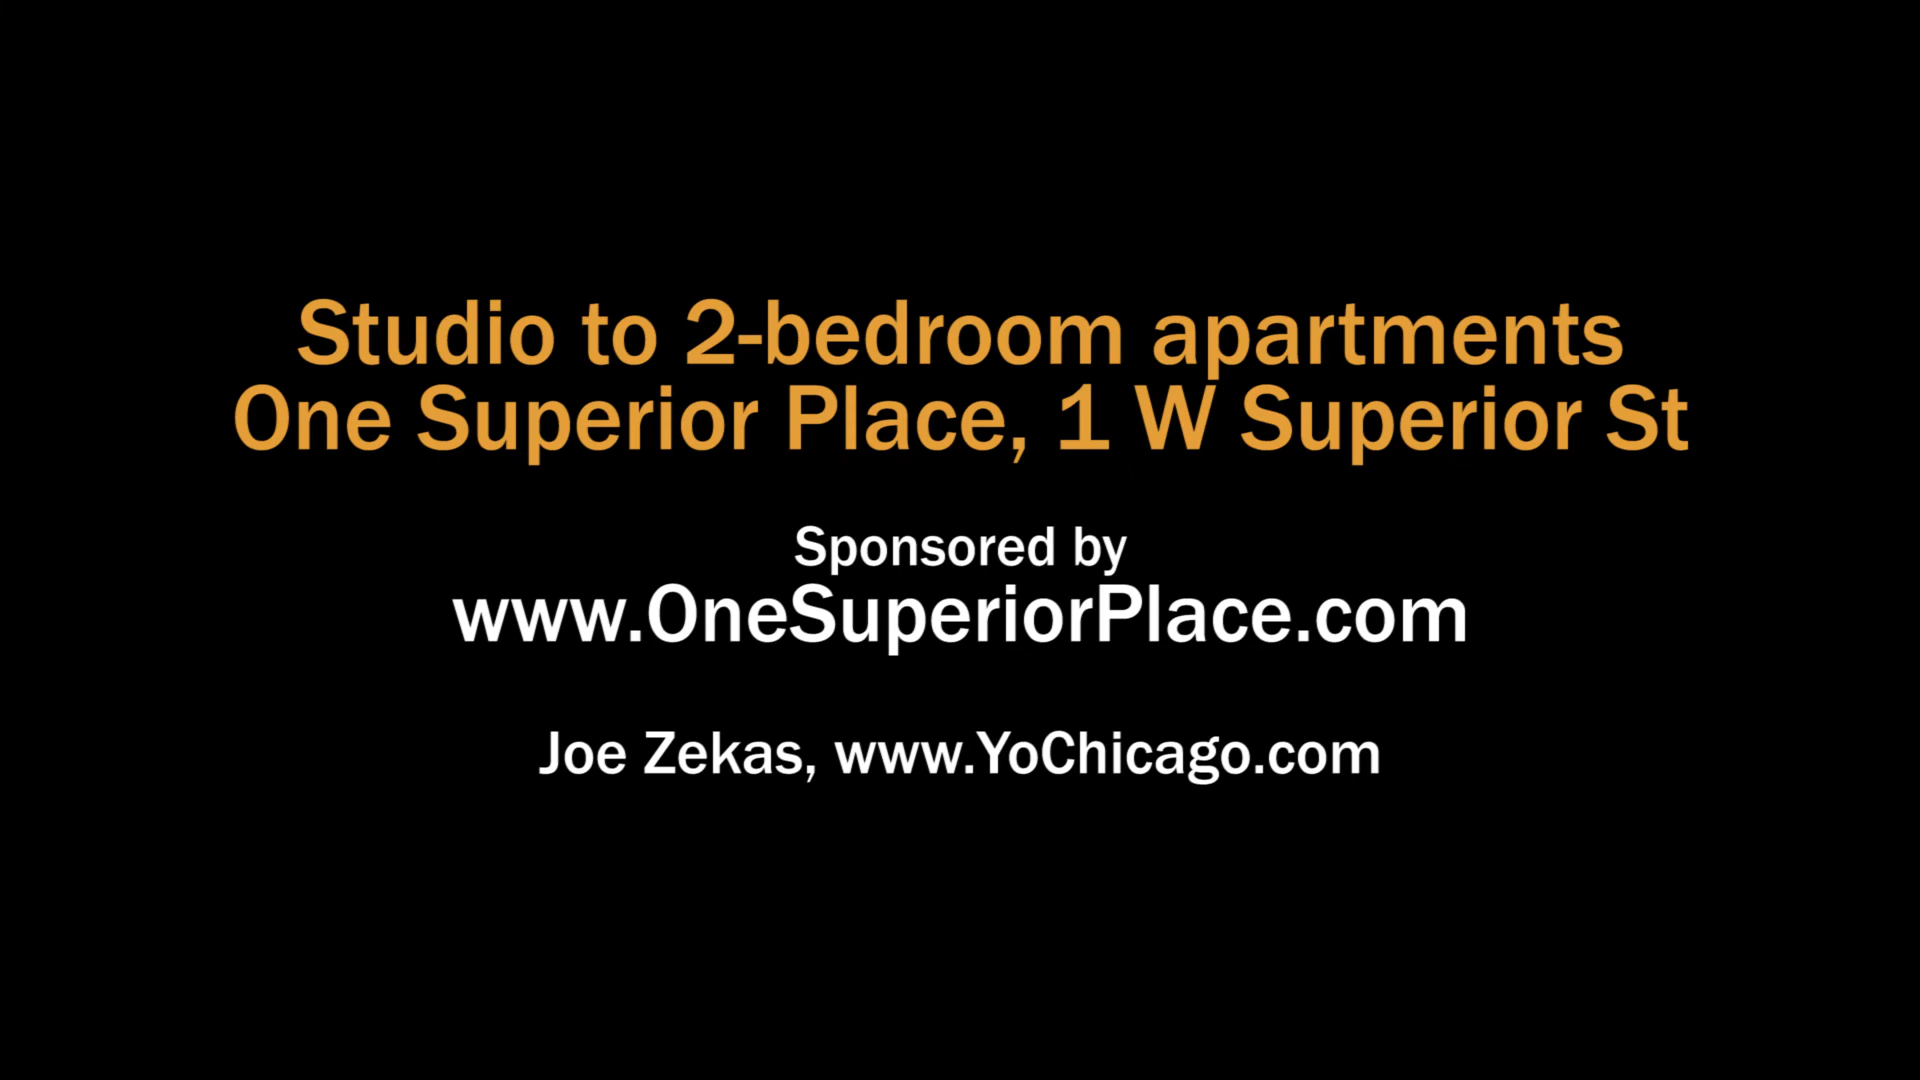 Studio to 2-bedroom apartments
One Superior Place, 1 W Superior St
Sponsored by
www.OneSuperiorPlace.com
Joe Zekas, www.YoChicago.com